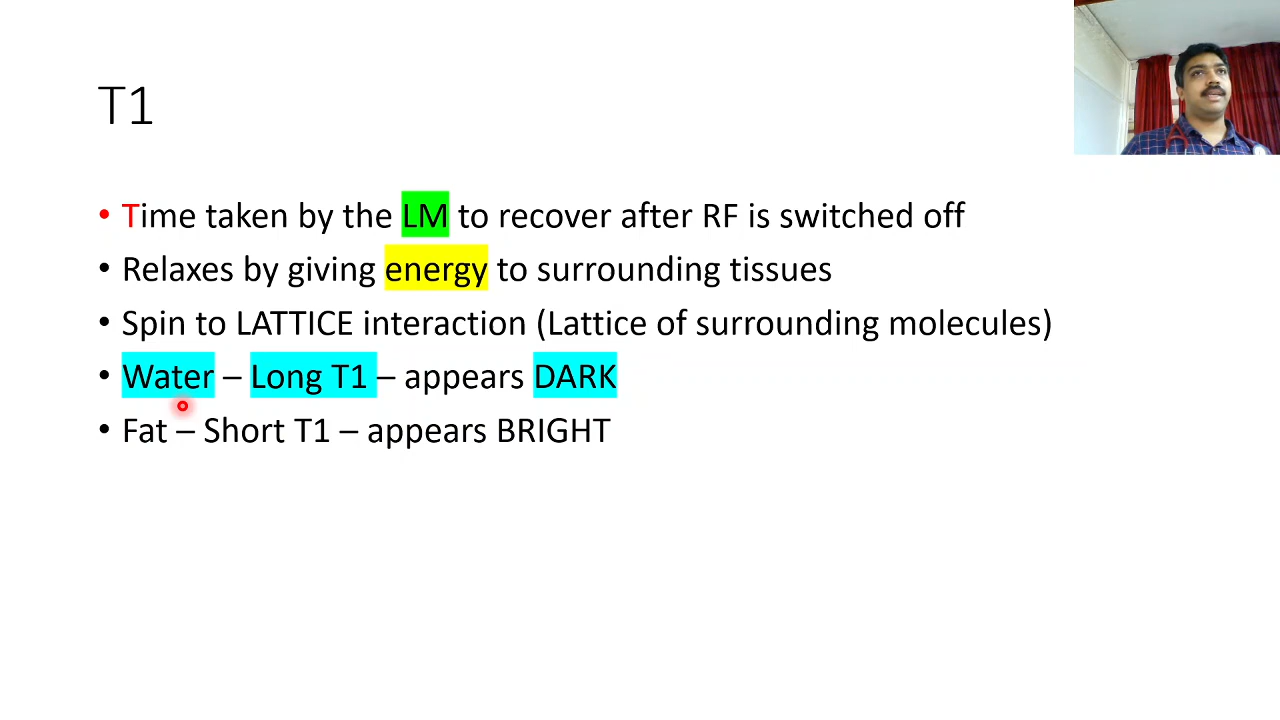 T1
• Time taken by the LM to recover after RF is switched off
• Relaxes by giving energy to surrounding tissues
• Spin to LATTICE interaction (Lattice of surrounding molecules)
• Water – Long T1 – appears DARK
• Fat – Short T1 – appears BRIGHT